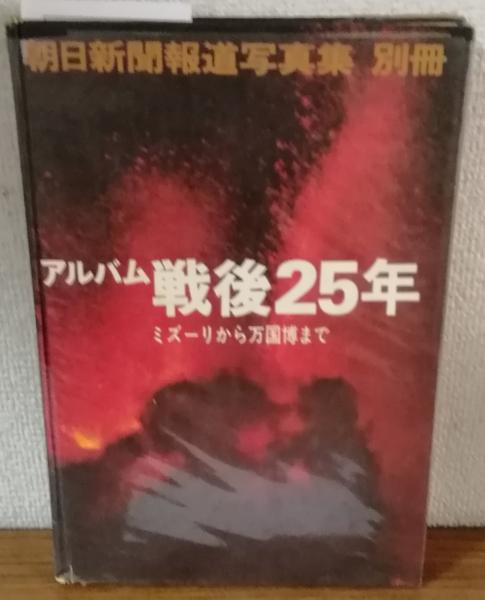 朝日新聞報道写真集 別冊
アルバム戦後25年
ミズーリから万国博まで